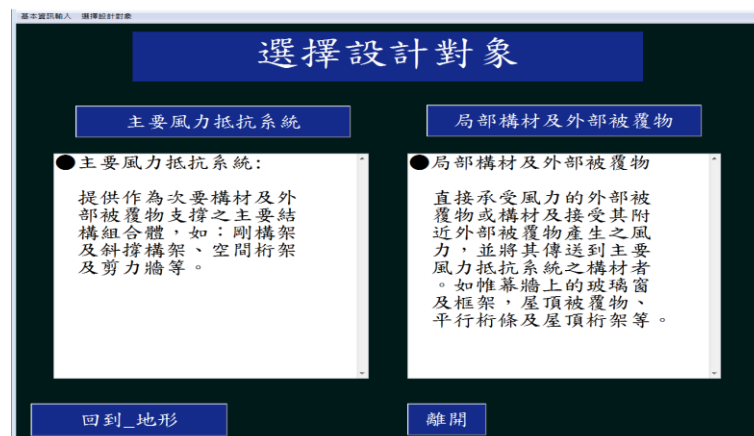 基本資訊輸入 選擇設計對象
選擇設計對象
主要風力抵抗系統
●主要風力抵抗系統:
提供作為次要構材及外
部被覆物支撐之主要結
構組合體，如：剛構架
及斜撐構架、空間桁架
及剪力牆等。
局部構材及外部被覆物
●局部構材及外部被覆物
直接承受風力的外部被
覆物或構材及接受其附
近外部被覆物產生之風
力，並將其傳送到主要
風力抵抗系統之構材者
。如帷幕牆上的玻璃窗
及框架，屋頂被覆物、
平行桁條及屋頂桁架等。
回到_地形
離開